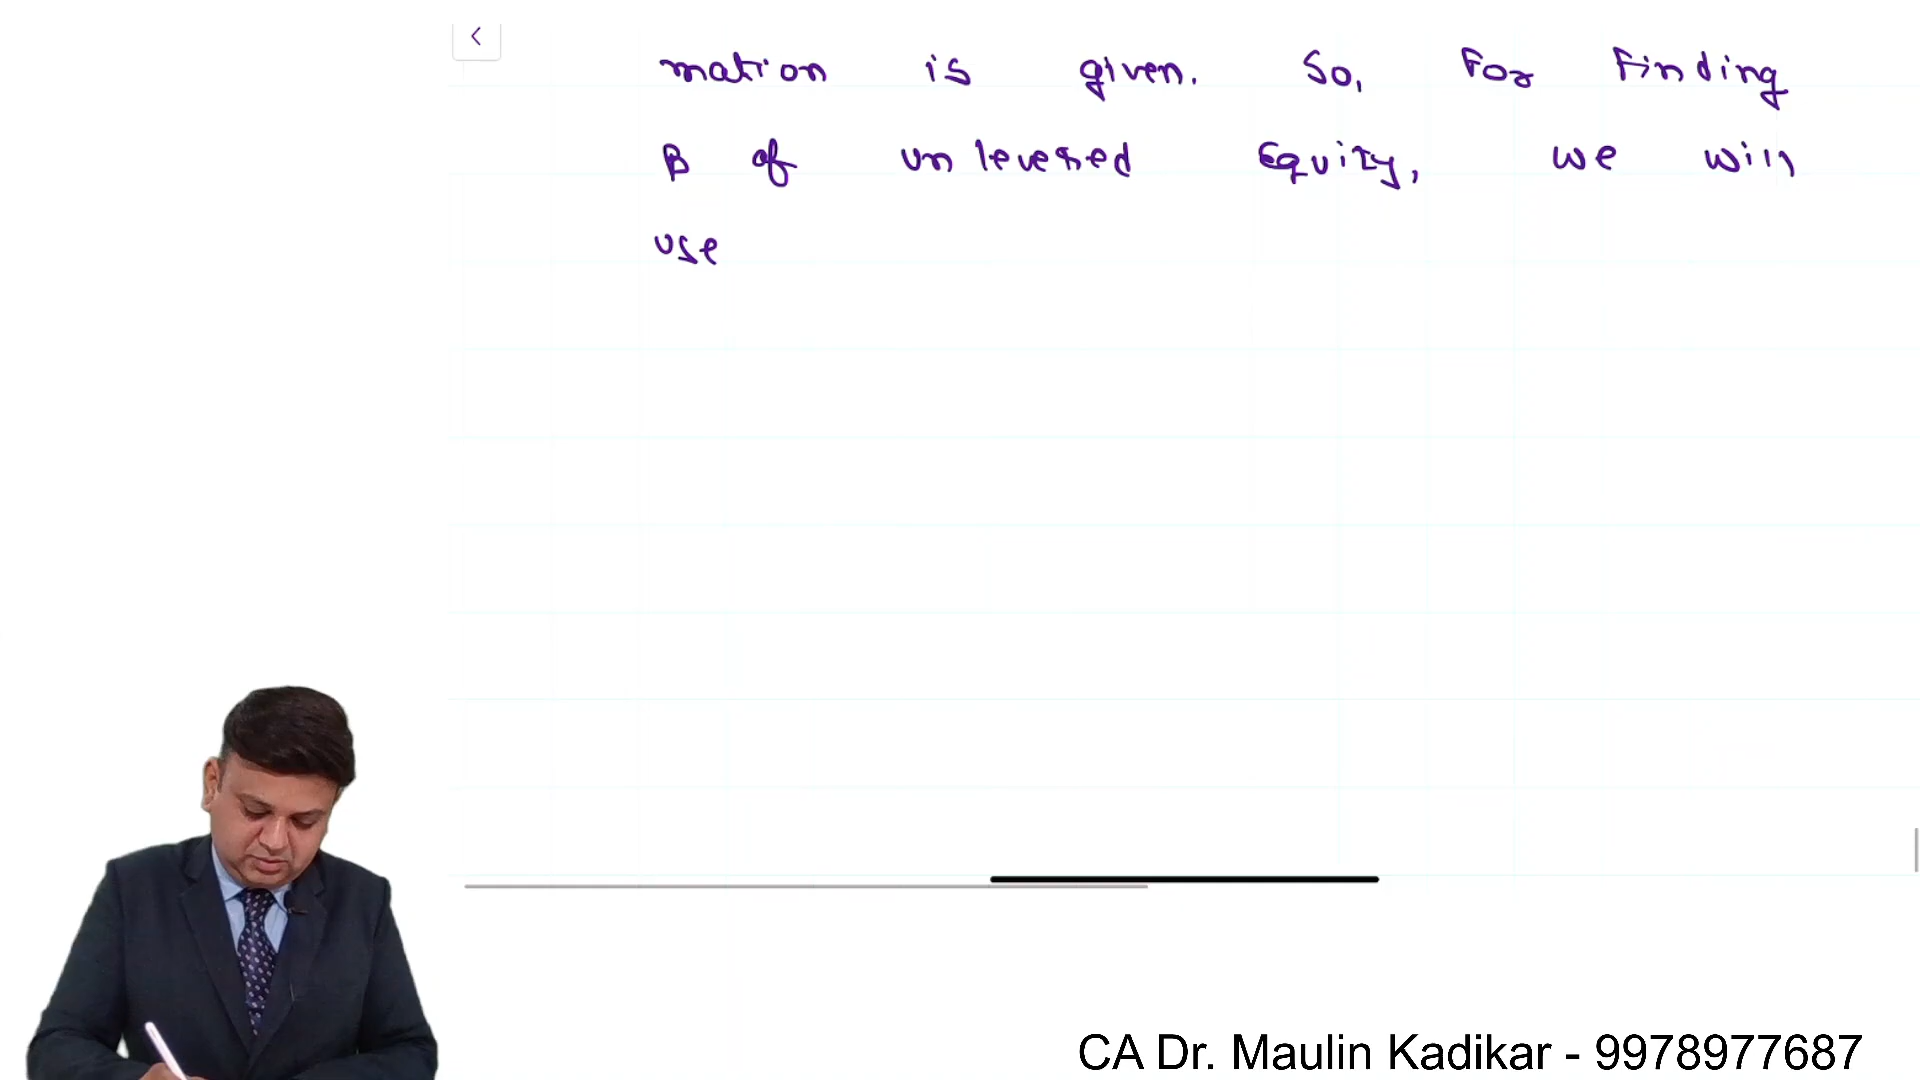 mation is given. So, For Finding
B of unlevered Equity, we will
use
CA Dr. Maulin Kadikar - 9978977687